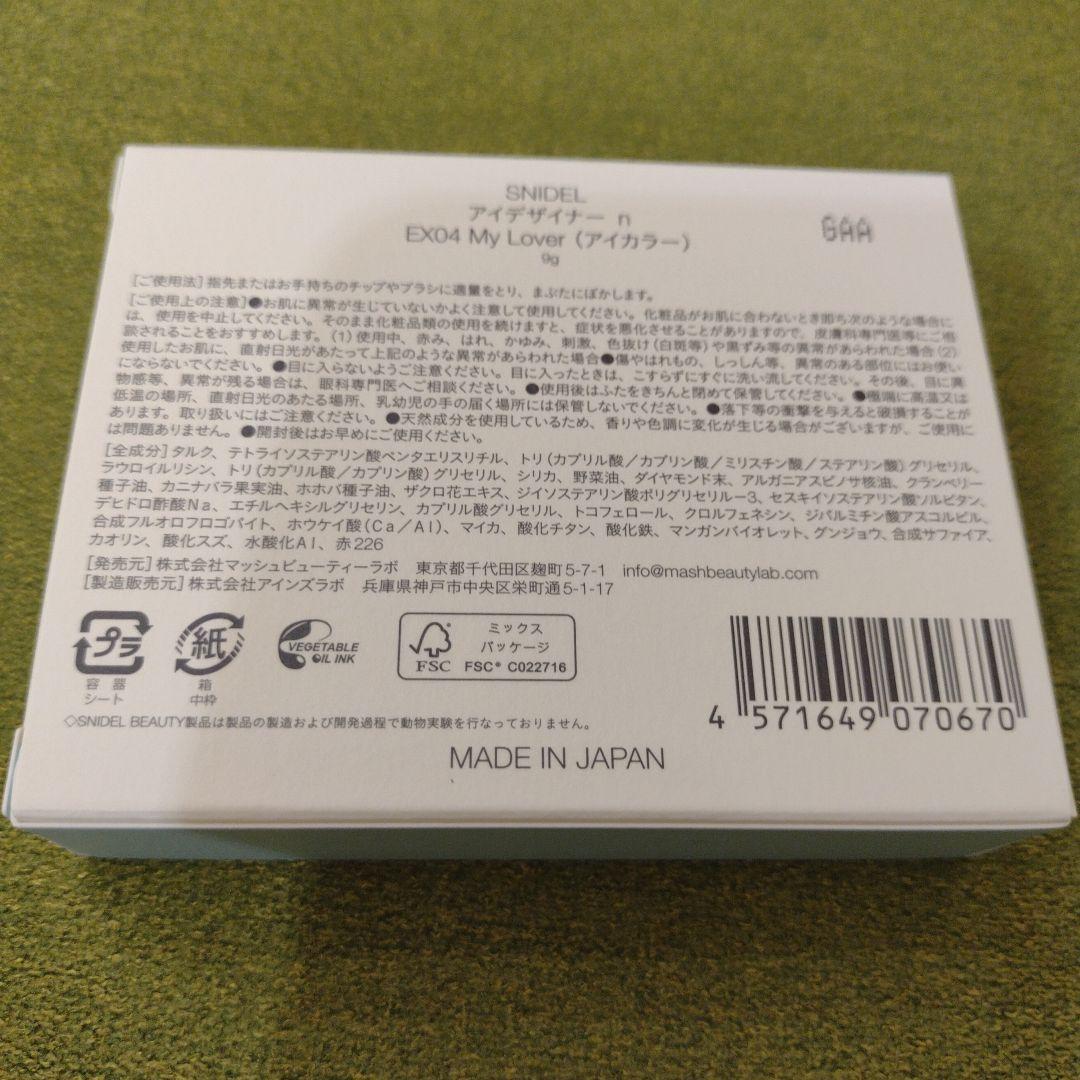 SNIDEL
アイデザイナー n
EX04 My Lover (アイカラー)
9g
GAA
[ご使用法] 指先またはお手持ちのチップやブラシに適量をとり、まぶたにぼかします。
[ご使用上の注意] ●お肌に異常が生じていないかよく注意して使用してください。化粧品がお肌に合わないとき即ち次のような場合に
は、使用を中止してください。そのまま化粧品類の使用を続けますと、症状を悪化させることがありますので、皮膚科専門医等にご相
談されることをおすすめします。(1) 使用中、赤み、はれ、かゆみ、刺激、色抜け(白斑等)や黒ずみ等の異常があらわれた場合 (2)
使用したお肌に、直射日光があたって上記のような異常があらわれた場合●傷やはれもの、しっしん等、異常のある部位にはお使い
にならないでください。●目に入らないようご注意ください。目に入ったときは、こすらずにすぐに洗い流してください。その後、目に異
物感等、異常が残る場合は、眼科専門医へご相談ください。●使用後はふたをきちんと閉めて保管してください。●極端に高温又は
低温の場所、直射日光のあたる場所、乳幼児の手の届く場所には保管しないでください。●落下等の衝撃を与えると破損することが
あります。取り扱いにはご注意ください。●天然成分を使用しているため、香りや色調に変化が生じる場合がございますが、ご使用に
は問題ありません。●開封後はお早めにご使用ください。
[全成分] タルク、テトライソステアリン酸ペンタエリスリチル、トリ(カプリル酸/カプリン酸/ミリスチン酸/ステアリン酸)グリセリル、
ラウロイルリシン、トリ(カプリル酸/カプリン酸)グリセリル、シリカ、野菜油、ダイヤモンド末、アルガニアスピノサ核油、クランベリー
種子油、カニナバラ果実油、ホホバ種子油、ザクロ花エキス、ジイソステアリン酸ポリグリセリル-3、セスキイソステアリン酸ソルビタン、
デヒドロ酢酸Na、エチルヘキシルグリセリン、カプリル酸グリセリル、トコフェロール、クロルフェネシン、ジパルミチン酸アスコルビル、
合成フルオロフロゴパイト、ホウケイ酸(Ca/Al)、マイカ、酸化チタン、酸化鉄、マンガンバイオレット、グンジョウ、合成サファイア、
カオリン、酸化スズ、水酸化Al、赤226
[発売元] 株式会社マッシュビューティーラボ 東京都千代田区麹町5-7-1 info@mashbeautylab.com
[製造販売元] 株式会社アインズラボ 兵庫県神戸市中央区栄町通5-1-17
プラ
容器
シート
紙
箱
中枠
VEGETABLE
OIL INK
FSC
ミックス
パッケージ
FSC® C022716
4 571649 070670
◇SNIDEL BEAUTY製品は製品の製造および開発過程で動物実験を行なっておりません。
MADE IN JAPAN